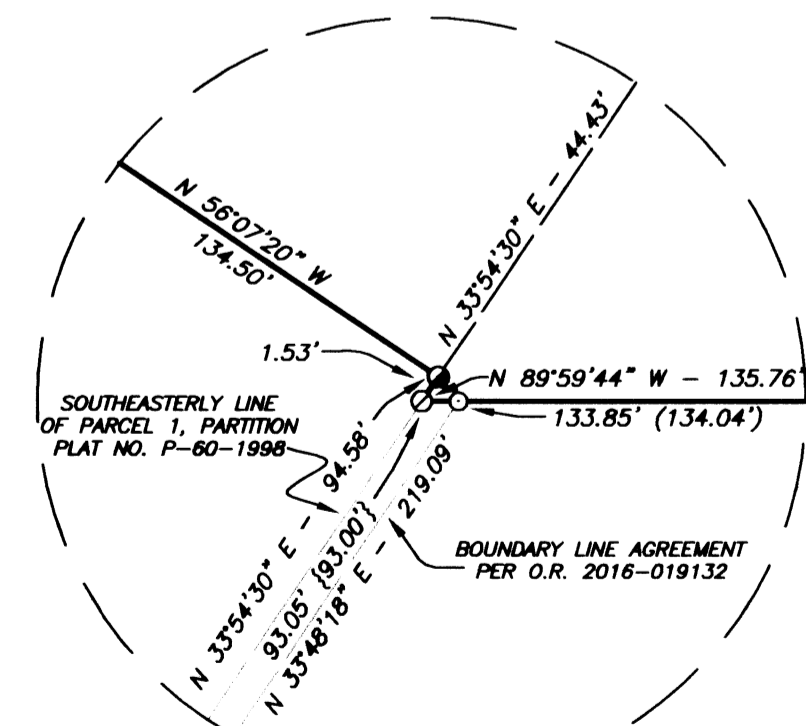 N 33°54'30" E - 44.43'
N 56°07'20" W
134.50'
1.53'
N 89°59'44" W - 135.76'
133.85' (134.04')
SOUTHEASTERLY LINE
OF PARCEL 1, PARTITION
PLAT NO. P-60-1998
N 33°54'30" E - 94.58'
93.05' {93.00'}
N 33°48'18" E - 219.09'
BOUNDARY LINE AGREEMENT
PER O.R. 2016-019132